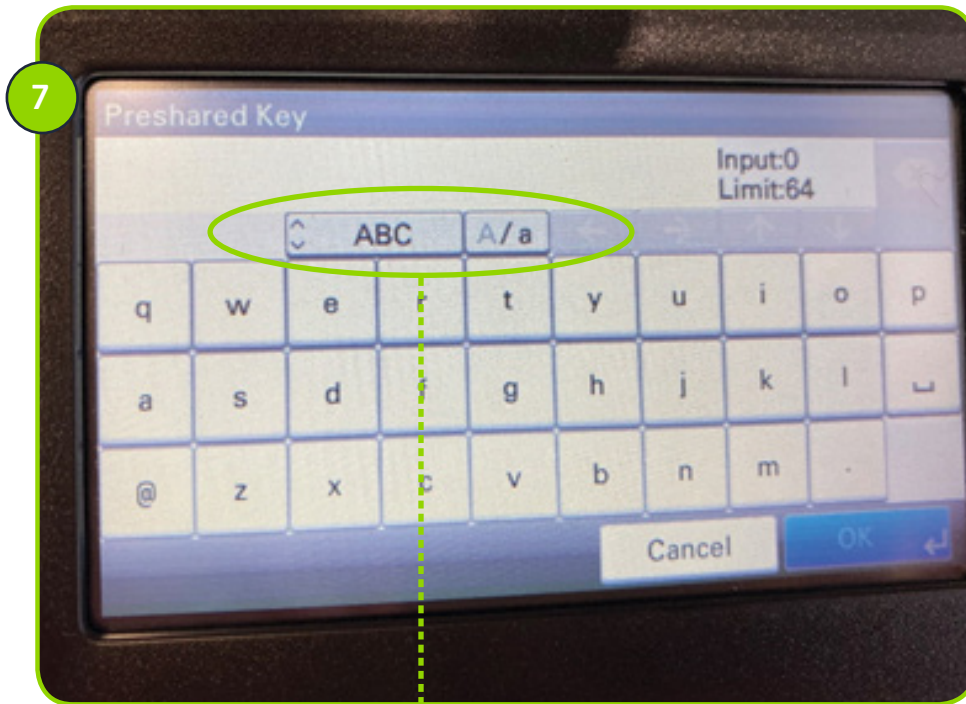 7
Preshared Key
Input:0
Limit:64
ABC A/a
q w e r t y u i o p
a s d f g h j k l
@ z x c v b n m .
Cancel OK